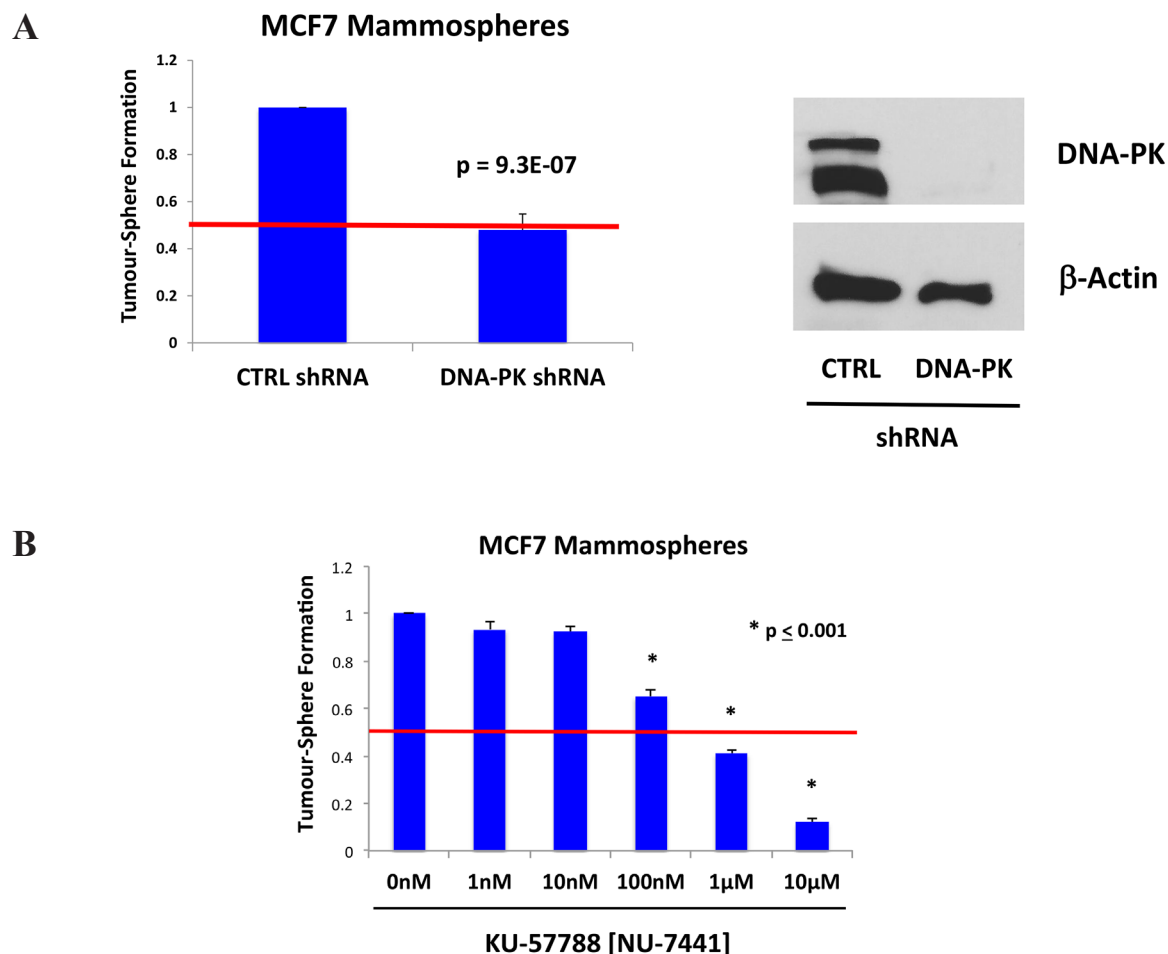 A
MCF7 Mammospheres
Tumour-Sphere Formation
1.2
1
0.8
0.6
0.4
0.2
0
p = 9.3E-07
CTRL shRNA
DNA-PK shRNA
DNA-PK
β-Actin
CTRL
DNA-PK
shRNA
B
MCF7 Mammospheres
Tumour-Sphere Formation
1.2
1
0.8
0.6
0.4
0.2
0
* p ≤ 0.001
*
*
*
0nM
1nM
10nM
100nM
1μM
10μM
KU-57788 [NU-7441]